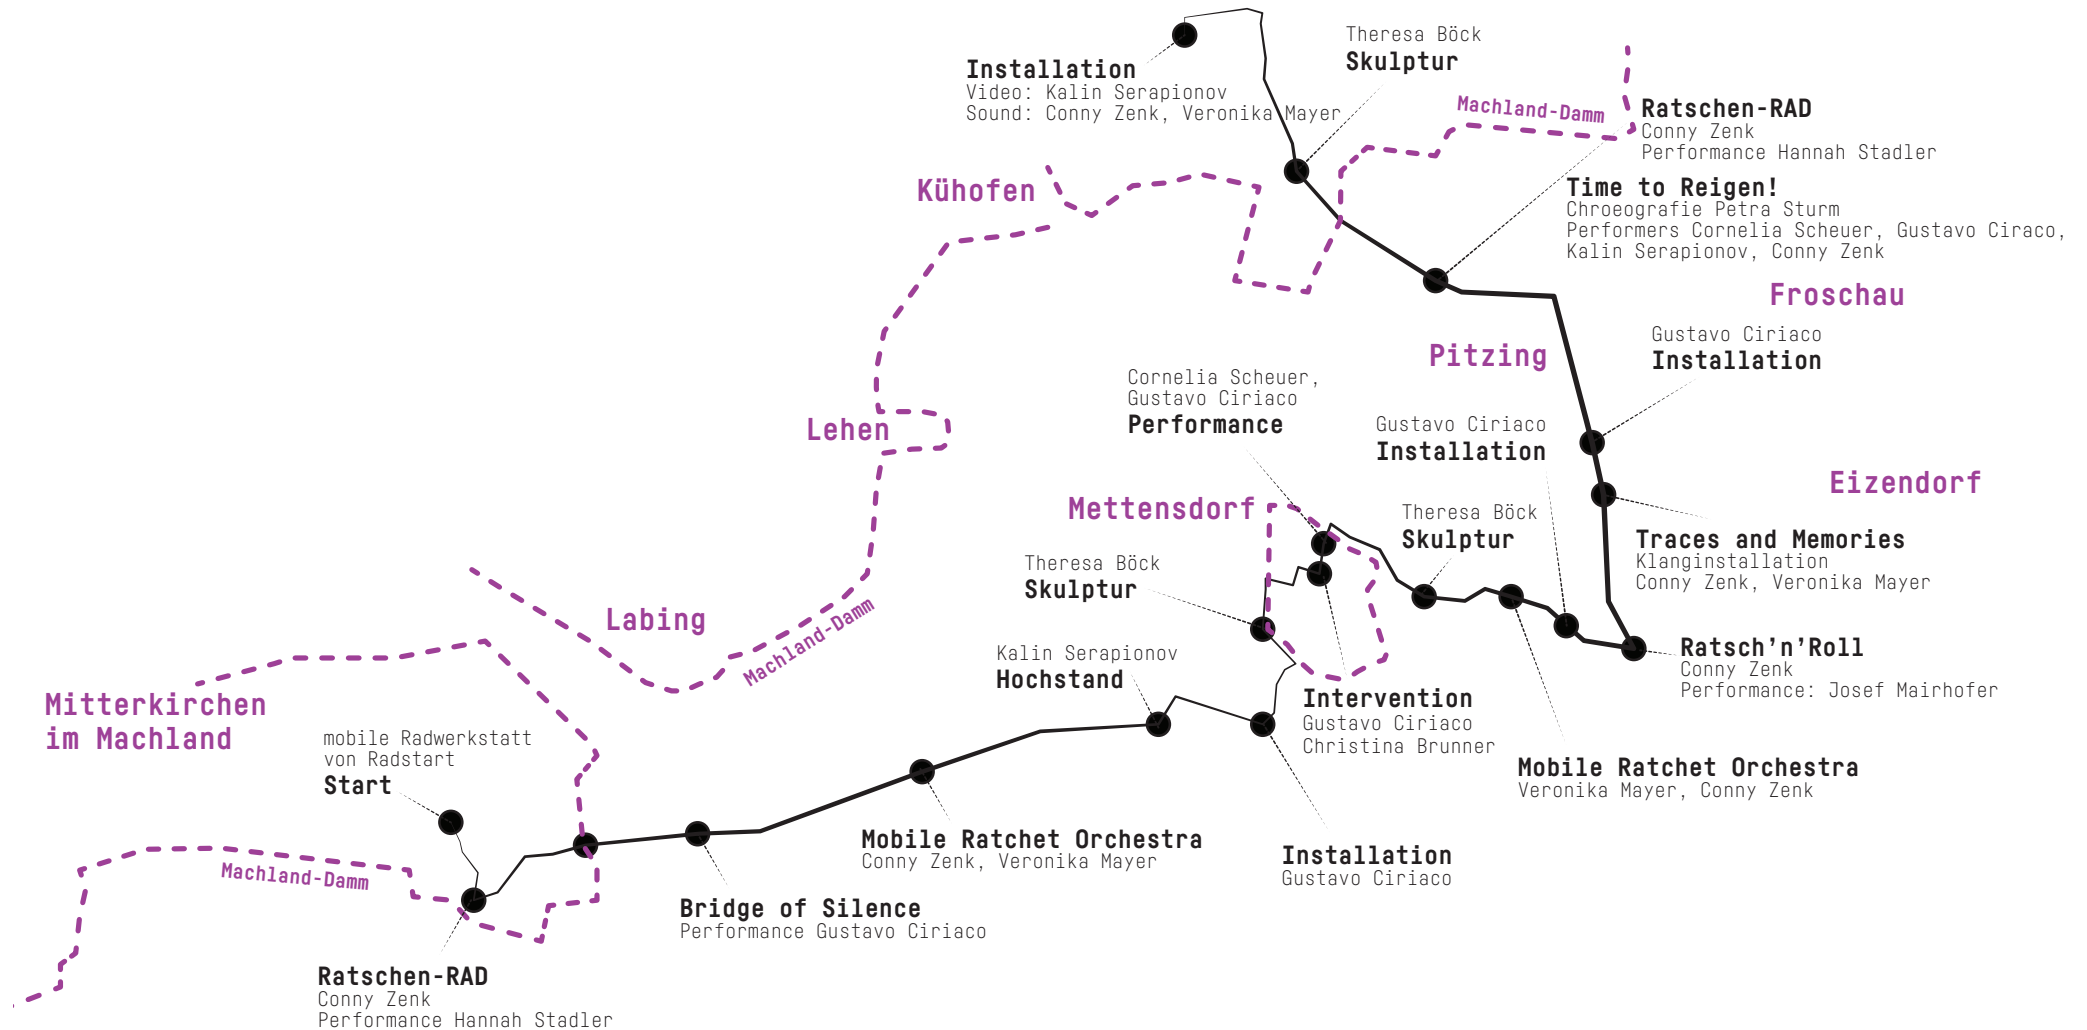 Theresa Böck
Skulptur
Installation
Video: Kalin Serapionov
Sound: Conny Zenk, Veronika Mayer
Machland-Damm
Ratschen-RAD
Conny Zenk
Performance Hannah Stadler
Kühofen
Time to Reigen!
Chroeografie Petra Sturm
Performers Cornelia Scheuer, Gustavo Ciraco,
Kalin Serapionov, Conny Zenk
Froschau
Gustavo Ciriaco
Installation
Pitzing
Cornelia Scheuer,
Gustavo Ciriaco
Performance
Gustavo Ciriaco
Installation
Lehen
Eizendorf
Mettensdorf
Theresa Böck
Skulptur
Traces and Memories
Klanginstallation
Conny Zenk, Veronika Mayer
Theresa Böck
Skulptur
Labing
Machland-Damm
Ratsch'n'Roll
Conny Zenk
Performance: Josef Mairhofer
Kalin Serapionov
Hochstand
Intervention
Gustavo Ciriaco
Christina Brunner
Mitterkirchen
im Machland
mobile Radwerkstatt
von Radstart
Start
Mobile Ratchet Orchestra
Veronika Mayer, Conny Zenk
Mobile Ratchet Orchestra
Conny Zenk, Veronika Mayer
Installation
Gustavo Ciriaco
Machland-Damm
Bridge of Silence
Performance Gustavo Ciriaco
Ratschen-RAD
Conny Zenk
Performance Hannah Stadler